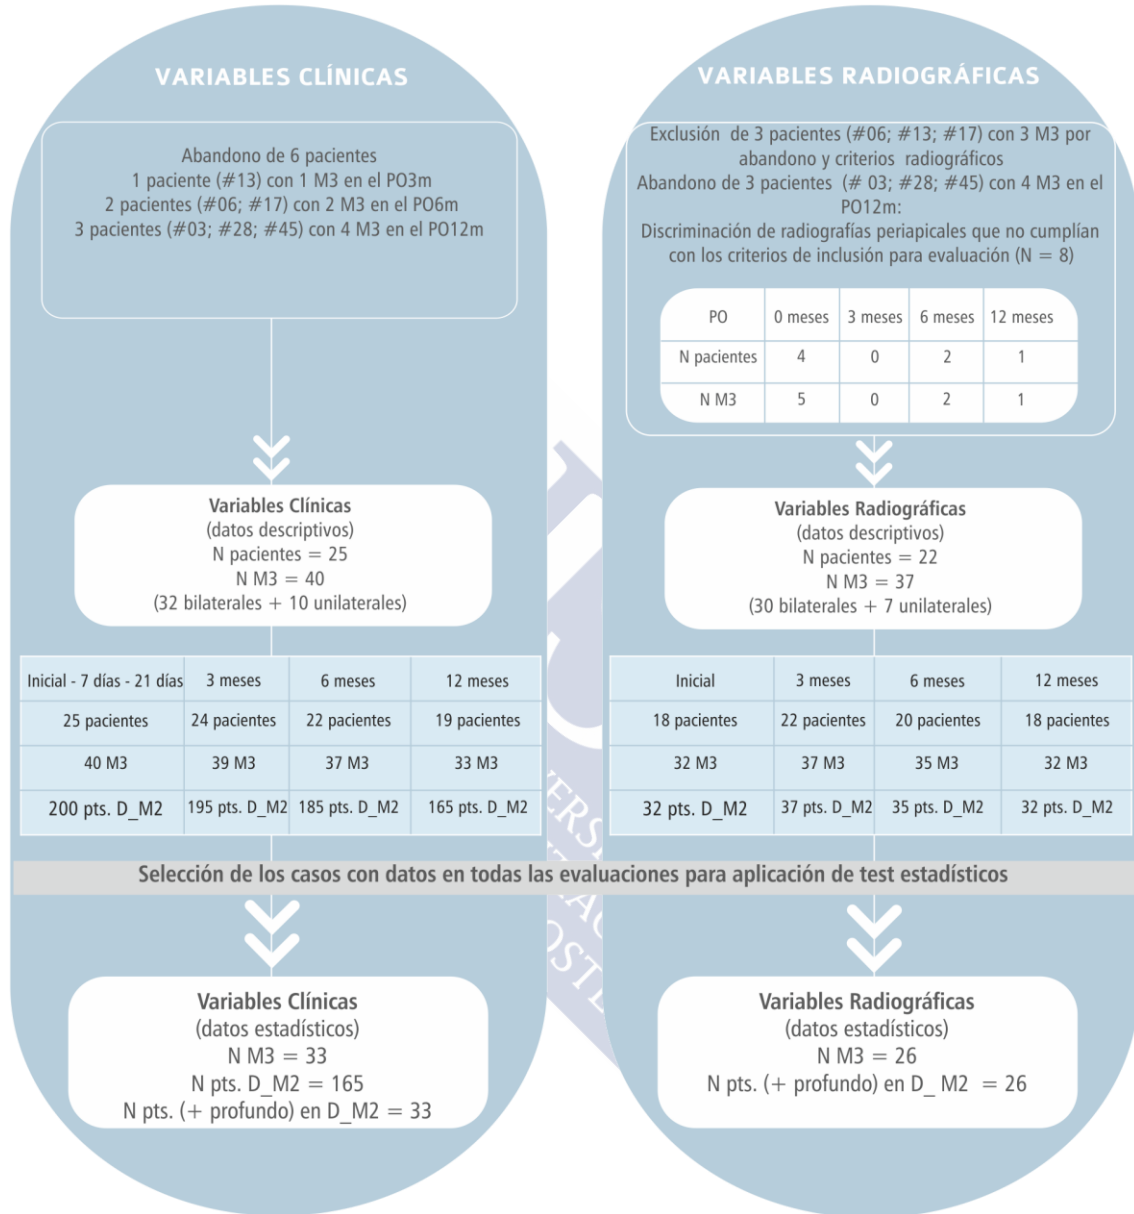 VARIABLES CLÍNICAS
Abandono de 6 pacientes
1 paciente (#13) con 1 M3 en el PO3m
2 pacientes (#06; #17) con 2 M3 en el PO6m
3 pacientes (#03; #28; #45) con 4 M3 en el PO12m
Variables Clínicas
(datos descriptivos)
N pacientes = 25
N M3 = 40
(32 bilaterales + 10 unilaterales)
Inicial - 7 días - 21 días 3 meses 6 meses 12 meses
25 pacientes 24 pacientes 22 pacientes 19 pacientes
40 M3 39 M3 37 M3 33 M3
200 pts. D_M2 195 pts. D_M2 185 pts. D_M2 165 pts. D_M2
VARIABLES RADIOGRÁFICAS
Exclusión de 3 pacientes (#06; #13; #17) con 3 M3 por
abandono y criterios radiográficos
Abandono de 3 pacientes (# 03; #28; #45) con 4 M3 en el
PO12m:
Discriminación de radiografías periapicales que no cumplían
con los criterios de inclusión para evaluación (N = 8)
PO 0 meses 3 meses 6 meses 12 meses
N pacientes 4 0 2 1
N M3 5 0 2 1
Variables Radiográficas
(datos descriptivos)
N pacientes = 22
N M3 = 37
(30 bilaterales + 7 unilaterales)
Inicial 3 meses 6 meses 12 meses
18 pacientes 22 pacientes 20 pacientes 18 pacientes
32 M3 37 M3 35 M3 32 M3
32 pts. D_M2 37 pts. D_M2 35 pts. D_M2 32 pts. D_M2
Selección de los casos con datos en todas las evaluaciones para aplicación de test estadísticos
Variables Clínicas
(datos estadísticos)
N M3 = 33
N pts. D_M2 = 165
N pts. (+ profundo) en D_M2 = 33
Variables Radiográficas
(datos estadísticos)
N M3 = 26
N pts. (+ profundo) en D_ M2 = 26